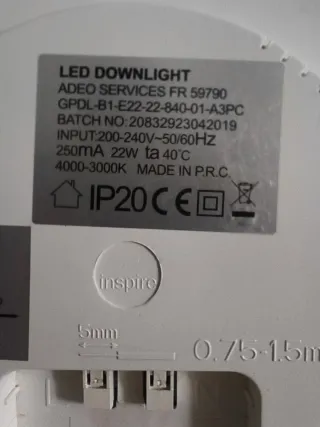 LED DOWNLIGHT
ADEO SERVICES FR 59790
GPDL-B1-E22-22-840-01-A3PC
BATCH NO: 20832923042019
INPUT:200-240V~50/60Hz
250mA 22W ta 40°C
4000-3000K MADE IN P.R.C.
IP20 CE
inspire
5mm
0.75-1.5m